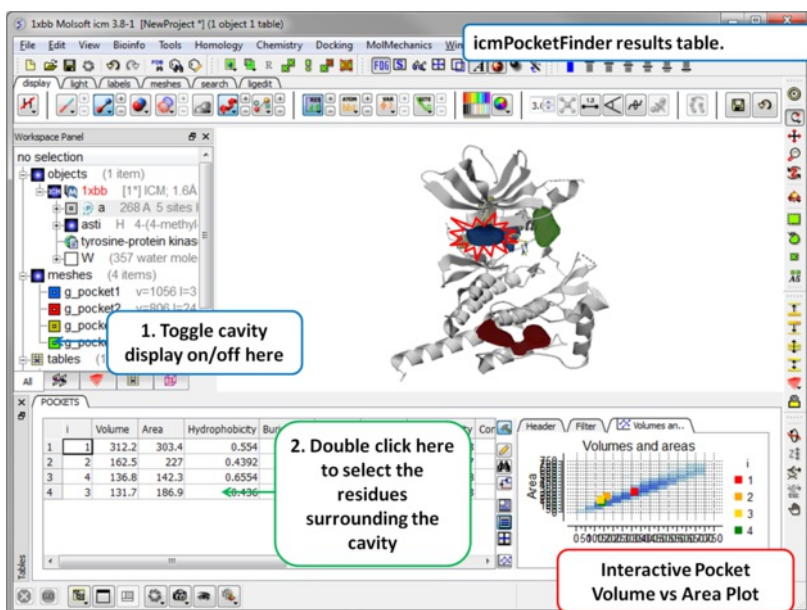 1xbb Molsoft icm 3.8-1 [NewProject *] (1 object 1 table)
File Edit View Bioinfo Tools Homology Chemistry Docking MolMechanics
icmPocketFinder results table.
display light labels meshes search ligedit
Workspace Panel
no selection
objects (1 item)
1xbb [1*] ICM; 1.6Å
a 268 A 5 sites
asti H 4-(4-methyl-
tyrosine-protein kinas
W (357 water mole
meshes (4 items)
g_pocket1 v=1056 l=3
g_pocket2 v=806 l=24
tables
All
1. Toggle cavity
display on/off here
POCKETS
i Volume Area Hydrophobicity
1 1 312.2 303.4 0.554
2 2 162.5 227 0.4392
3 4 136.8 142.3 0.6554
4 3 131.7 186.9 0.436
2. Double click here
to select the
residues
surrounding the
cavity
Header Filter Volumes an..
Volumes and areas
Area
i
1
2
3
4
Interactive Pocket
Volume vs Area Plot
Tables